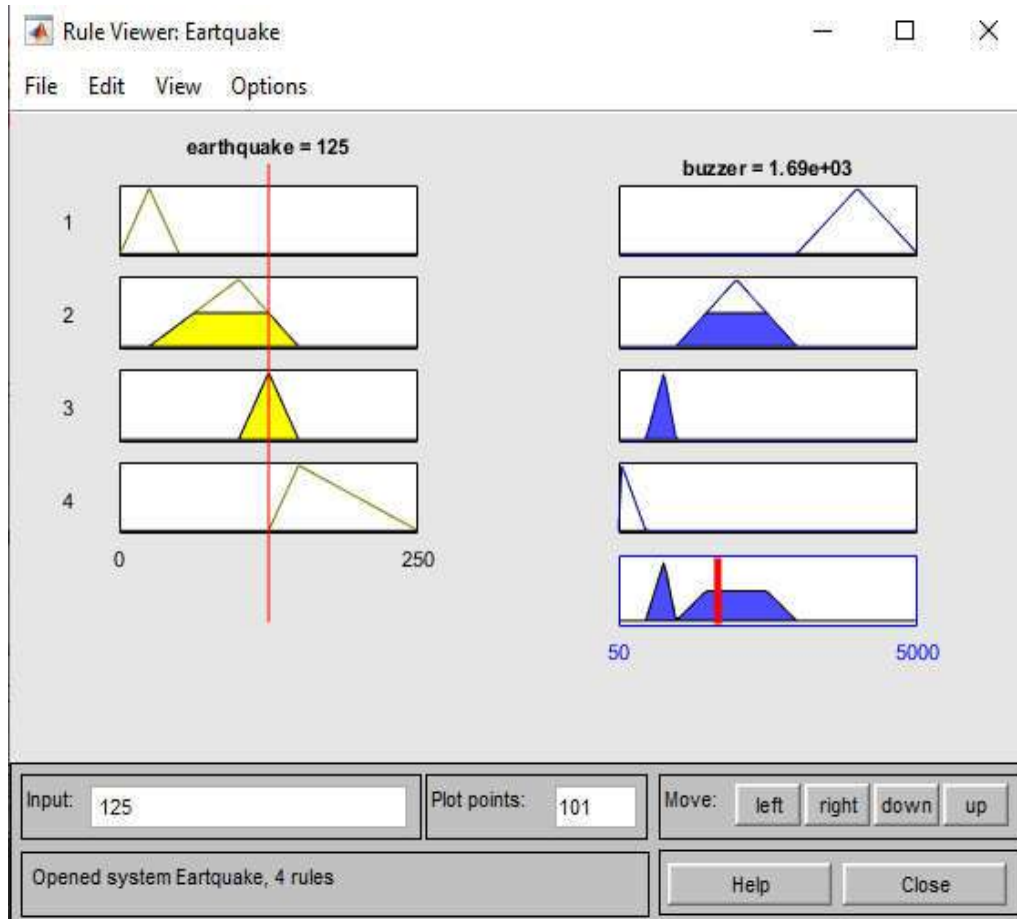 Rule Viewer: Eartquake
File Edit View Options
earthquake = 125
buzzer = 1.69e+03
1
2
3
4
0 250
50 5000
Input: 125
Plot points: 101
Move: left right down up
Opened system Eartquake, 4 rules
Help Close